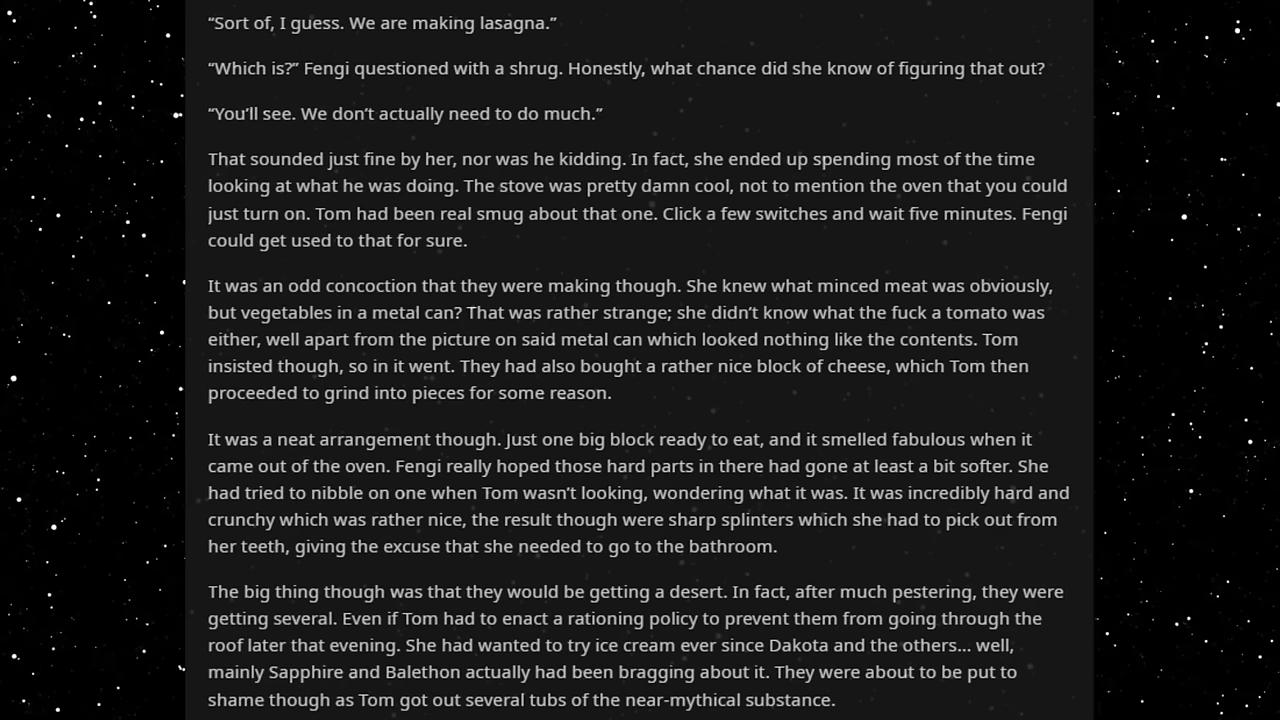 “Sort of, I guess. We are making lasagna.”
“Which is?” Fengi questioned with a shrug. Honestly, what chance did she know of figuring that out?
“You’ll see. We don’t actually need to do much.”
That sounded just fine by her, nor was he kidding. In fact, she ended up spending most of the time
looking at what he was doing. The stove was pretty damn cool, not to mention the oven that you could
just turn on. Tom had been real smug about that one. Click a few switches and wait five minutes. Fengi
could get used to that for sure.
It was an odd concoction that they were making though. She knew what minced meat was obviously,
but vegetables in a metal can? That was rather strange; she didn’t know what the fuck a tomato was
either, well apart from the picture on said metal can which looked nothing like the contents. Tom
insisted though, so in it went. They had also bought a rather nice block of cheese, which Tom then
proceeded to grind into pieces for some reason.
It was a neat arrangement though. Just one big block ready to eat, and it smelled fabulous when it
came out of the oven. Fengi really hoped those hard parts in there had gone at least a bit softer. She
had tried to nibble on one when Tom wasn’t looking, wondering what it was. It was incredibly hard and
crunchy which was rather nice, the result though were sharp splinters which she had to pick out from
her teeth, giving the excuse that she needed to go to the bathroom.
The big thing though was that they would be getting a desert. In fact, after much pestering, they were
getting several. Even if Tom had to enact a rationing policy to prevent them from going through the
roof later that evening. She had wanted to try ice cream ever since Dakota and the others... well,
mainly Sapphire and Balethon actually had been bragging about it. They were about to be put to
shame though as Tom got out several tubs of the near-mythical substance.